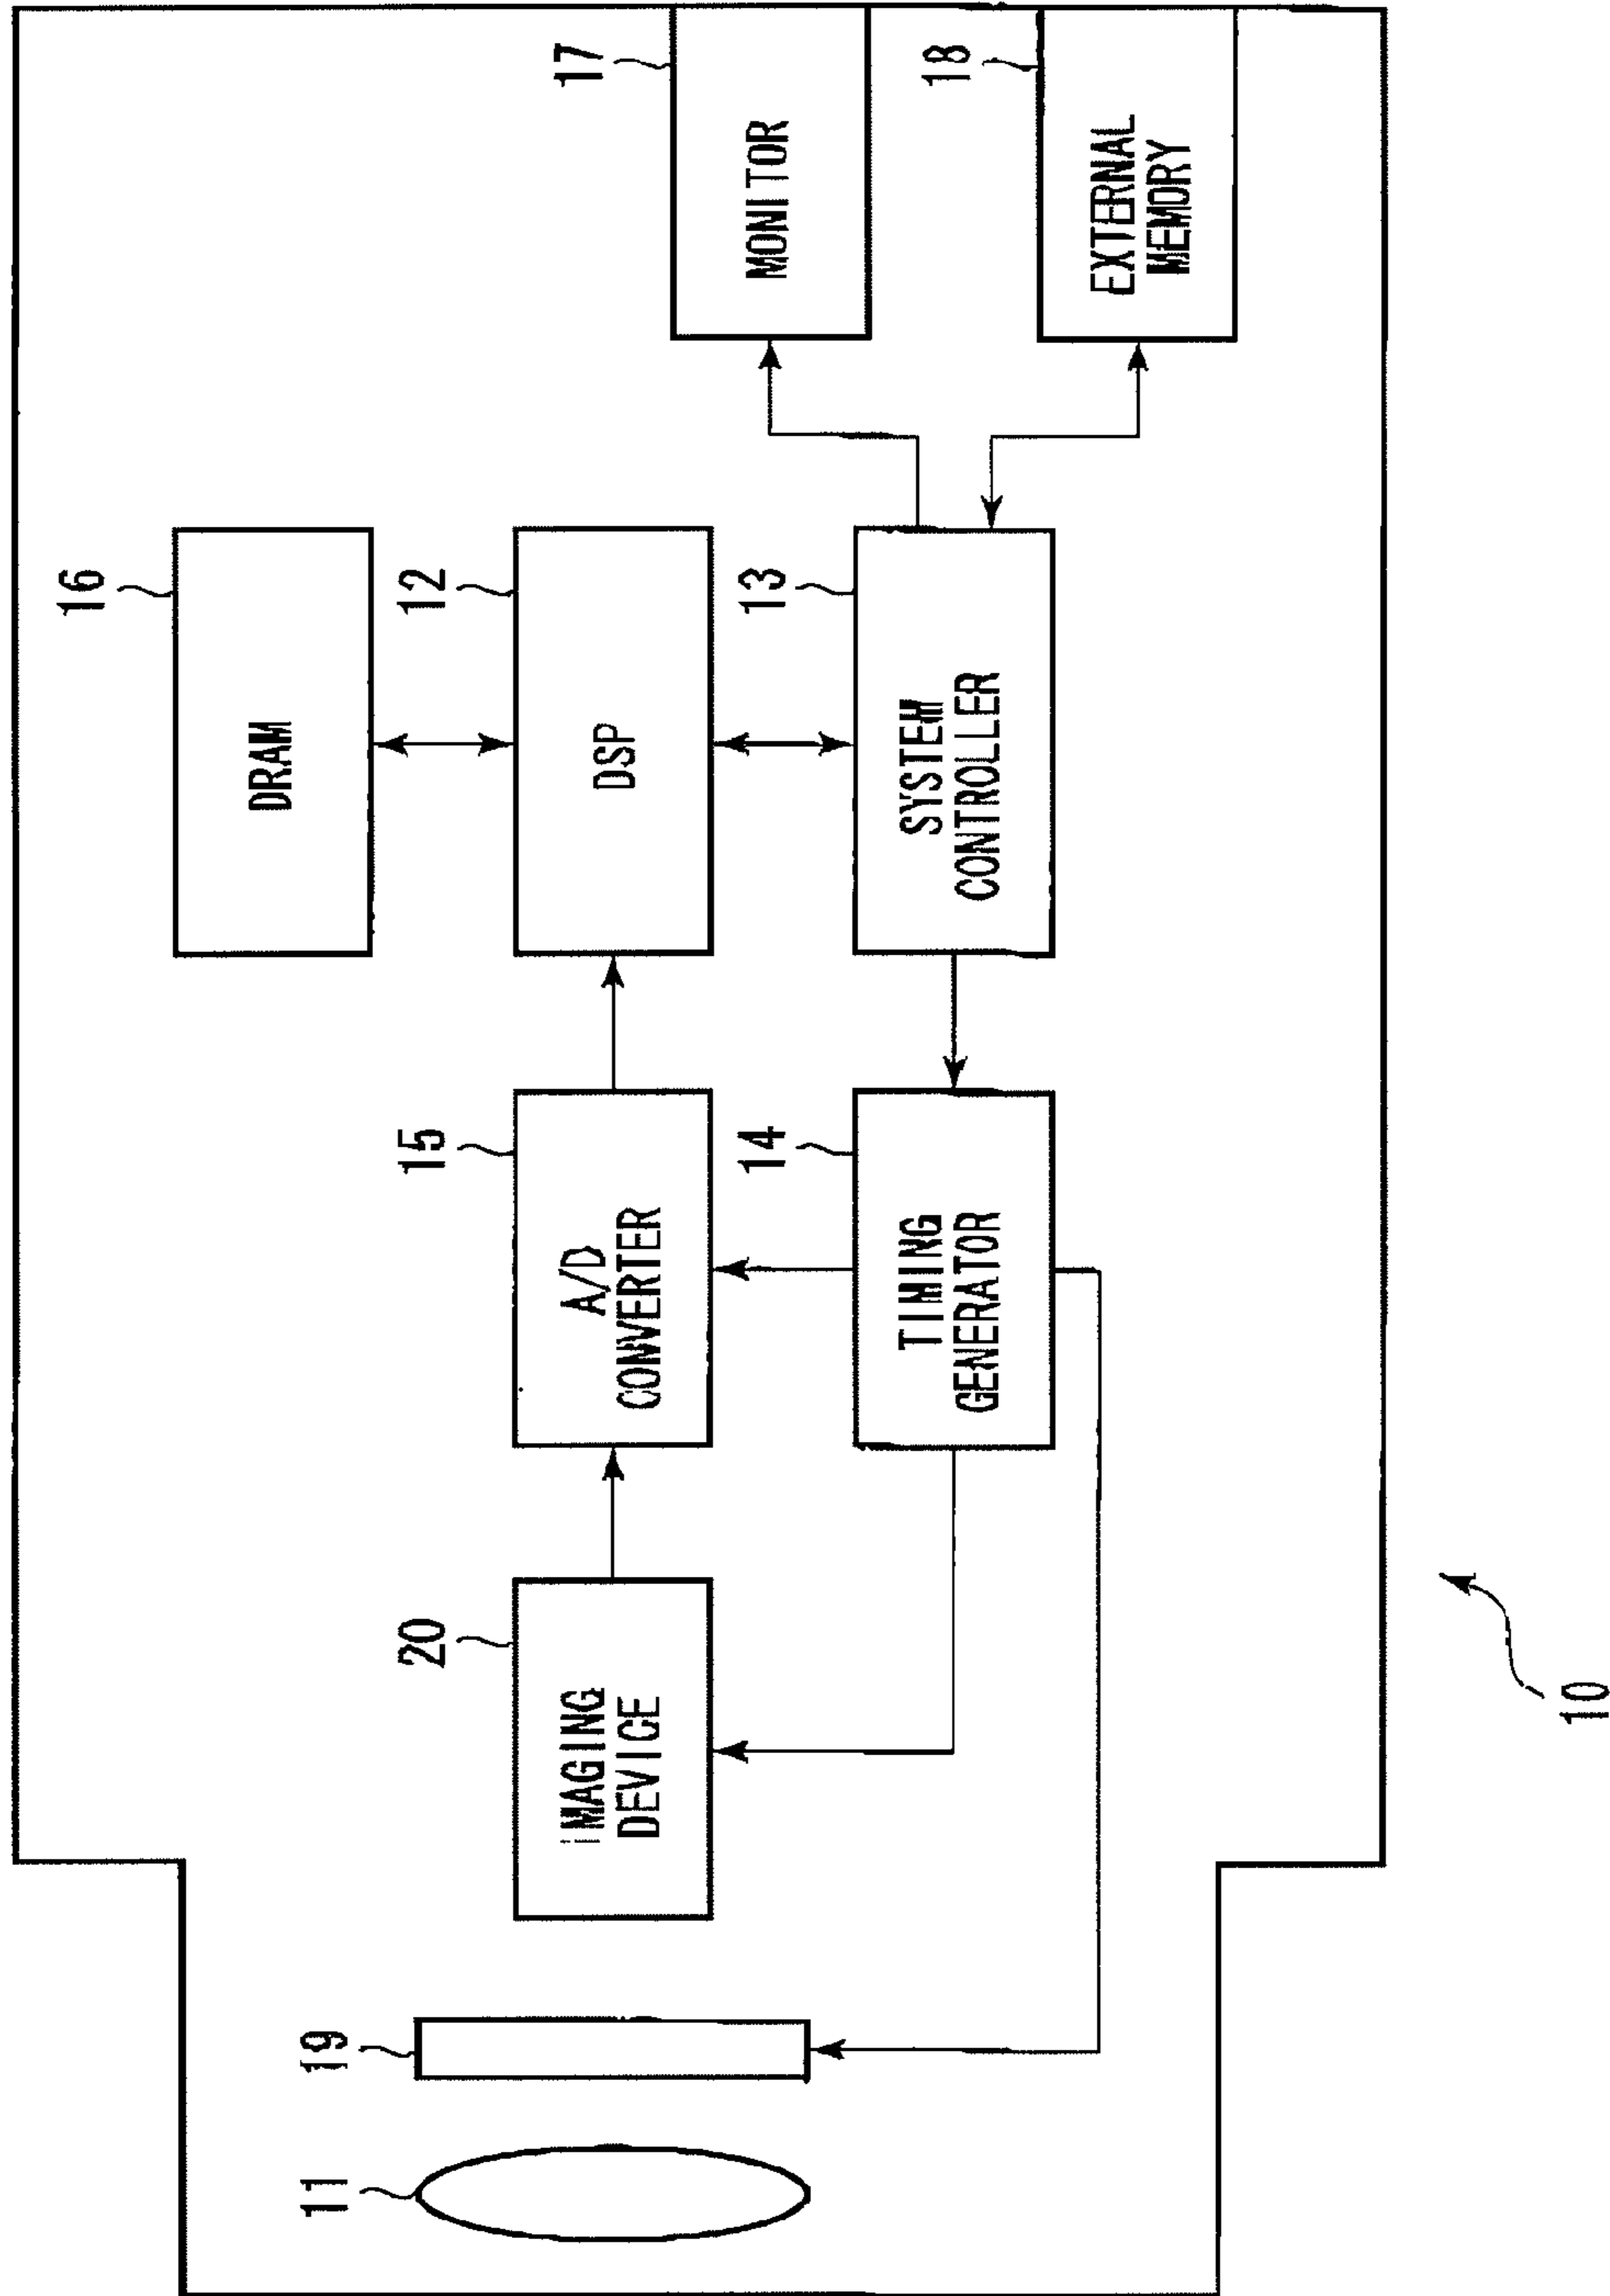 16
DRAM
12
DSP
13
SYSTEM
CONTROLLER
17
MONITOR
18
EXTERNAL
MEMORY
15
A/D
CONVERTER
14
TIMING
GENERATOR
20
IMAGING
DEVICE
19
11
10